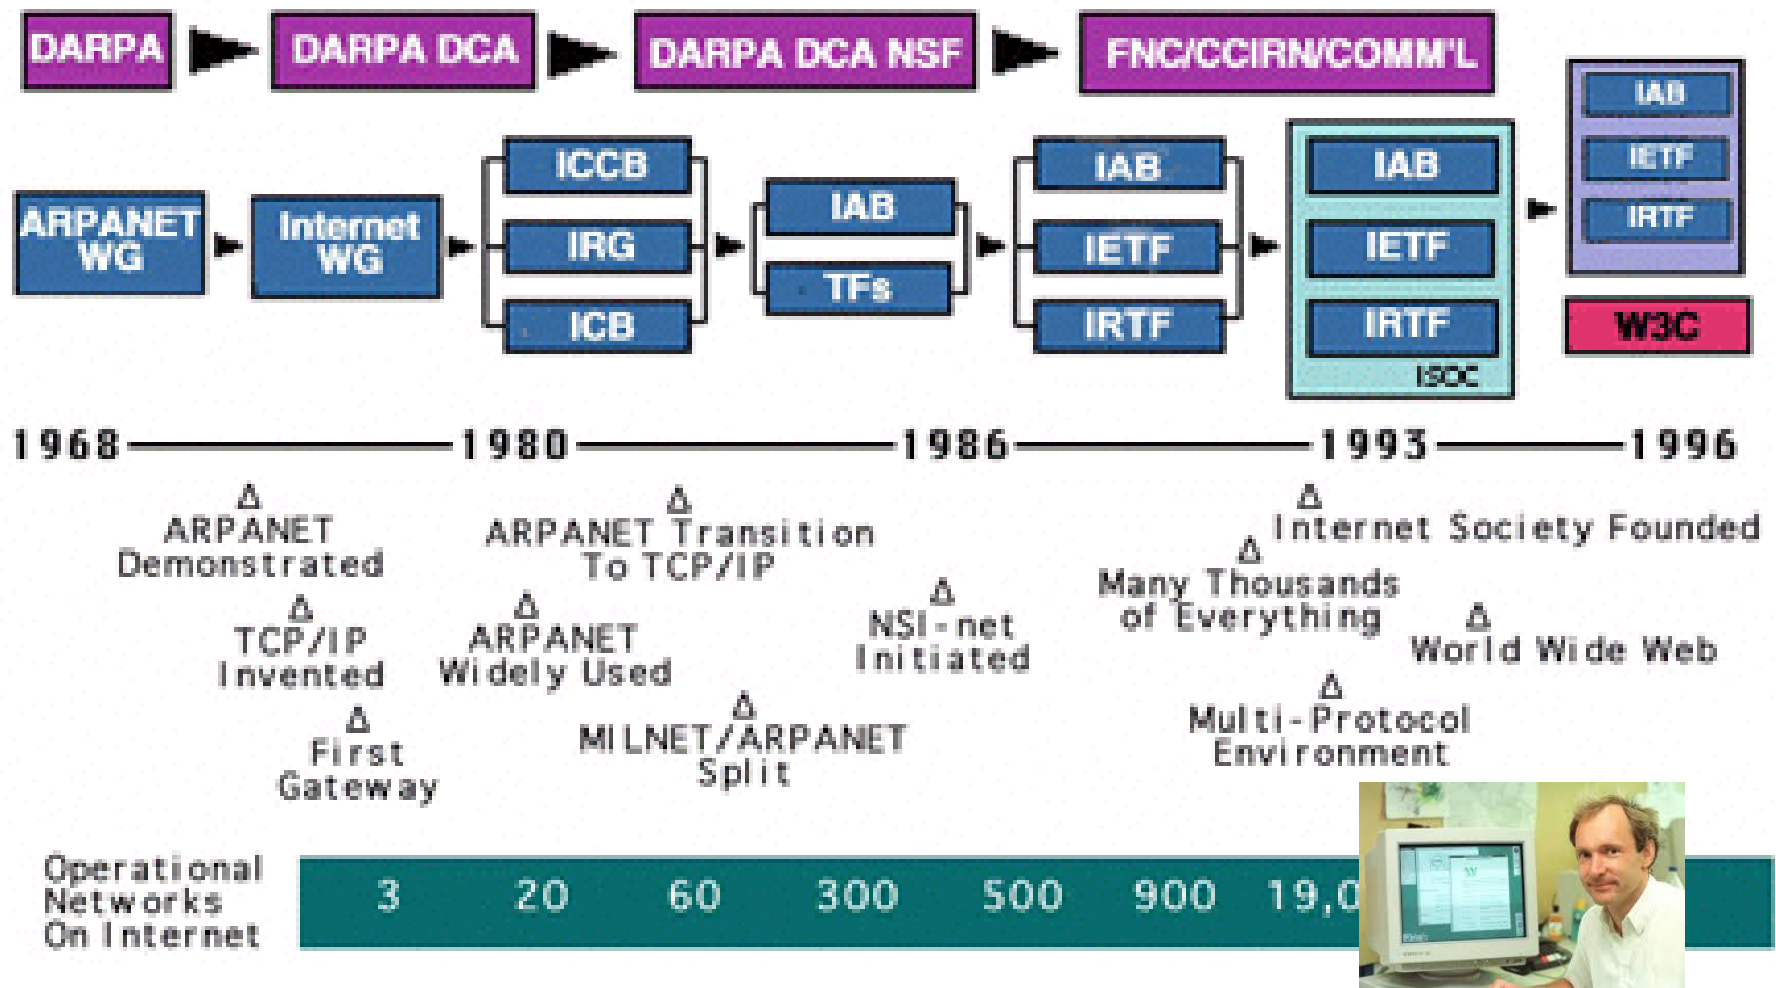 DARPA
DARPA DCA
DARPA DCA NSF
FNC/CCIRN/COMM'L
ARPANET
WG
Internet
WG
ICCB
IRG
ICB
IAB
TFs
IAB
IETF
IRTF
IAB
IETF
IRTF
ISOC
IAB
IETF
IRTF
W3C
1968
1980
1986
1993
1996
ARPANET
Demonstrated
ARPANET Transition
To TCP/IP
Internet Society Founded
Many Thousands
of Everything
TCP/IP
Invented
ARPANET
Widely Used
NSI-net
Initiated
World Wide Web
First
Gateway
MILNET/ARPANET
Split
Multi-Protocol
Environment
Operational
Networks
On Internet
3 20 60 300 500 900 19,0